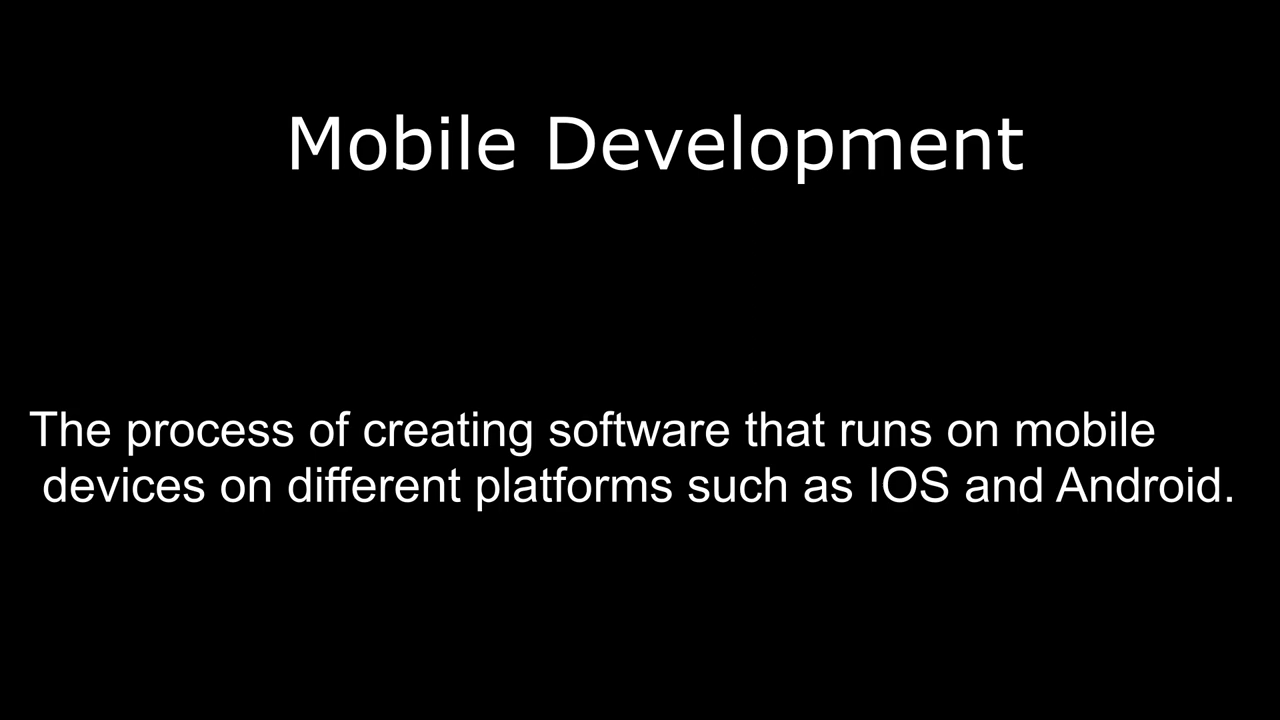 Mobile Development
The process of creating software that runs on mobile
devices on different platforms such as IOS and Android.